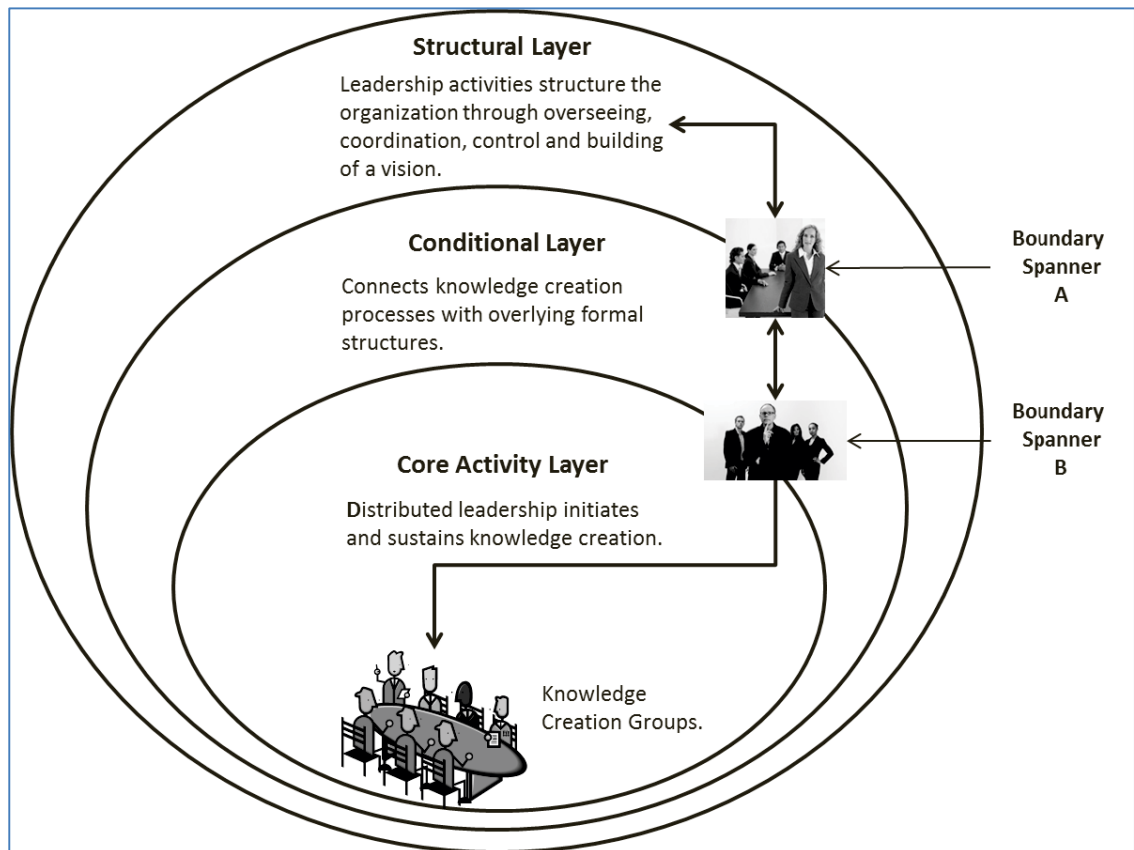 Structural Layer
Leadership activities structure the
organization through overseeing,
coordination, control and building
of a vision.
Conditional Layer
Connects knowledge creation
processes with overlying formal
structures.
Boundary
Spanner
A
Boundary
Spanner
B
Core Activity Layer
Distributed leadership initiates
and sustains knowledge creation.
Knowledge
Creation Groups.